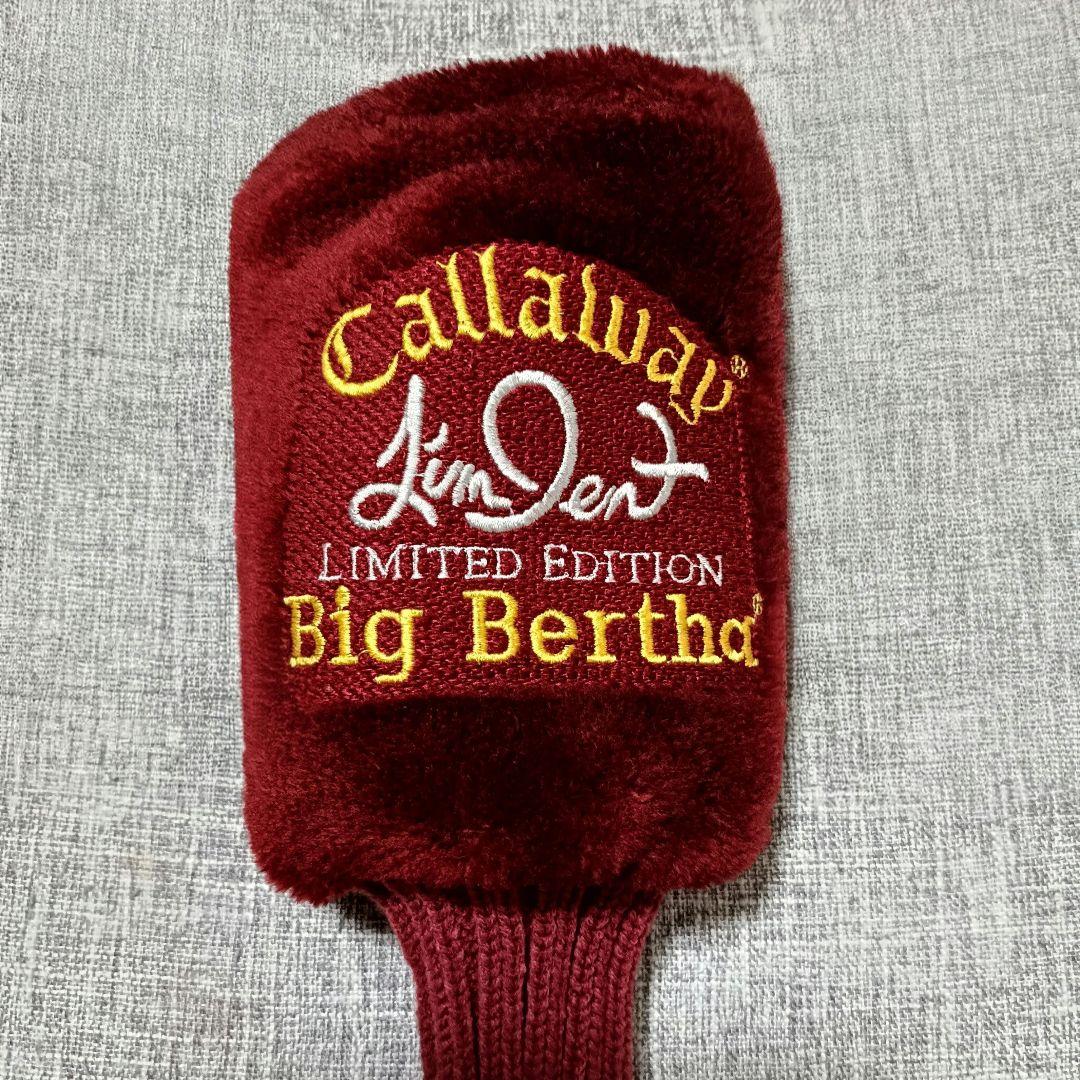 Callaway®
Jim Dent
LIMITED EDITION
Big Bertha®